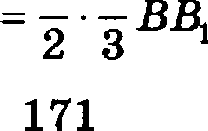 = — / 2 · — / 3 BB₁
171